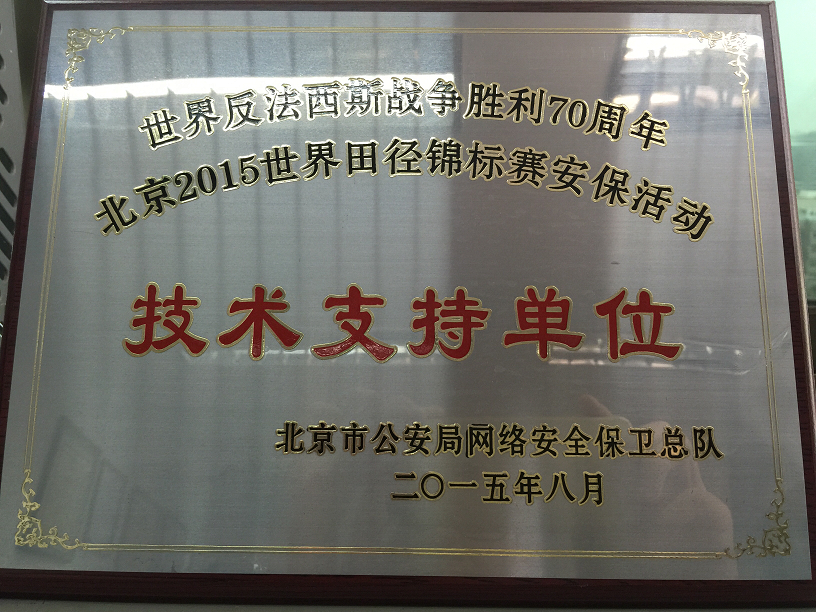 世界反法西斯战争胜利70周年
北京2015世界田径锦标赛安保活动
技术支持单位
北京市公安局网络安全保卫总队
二〇一五年八月